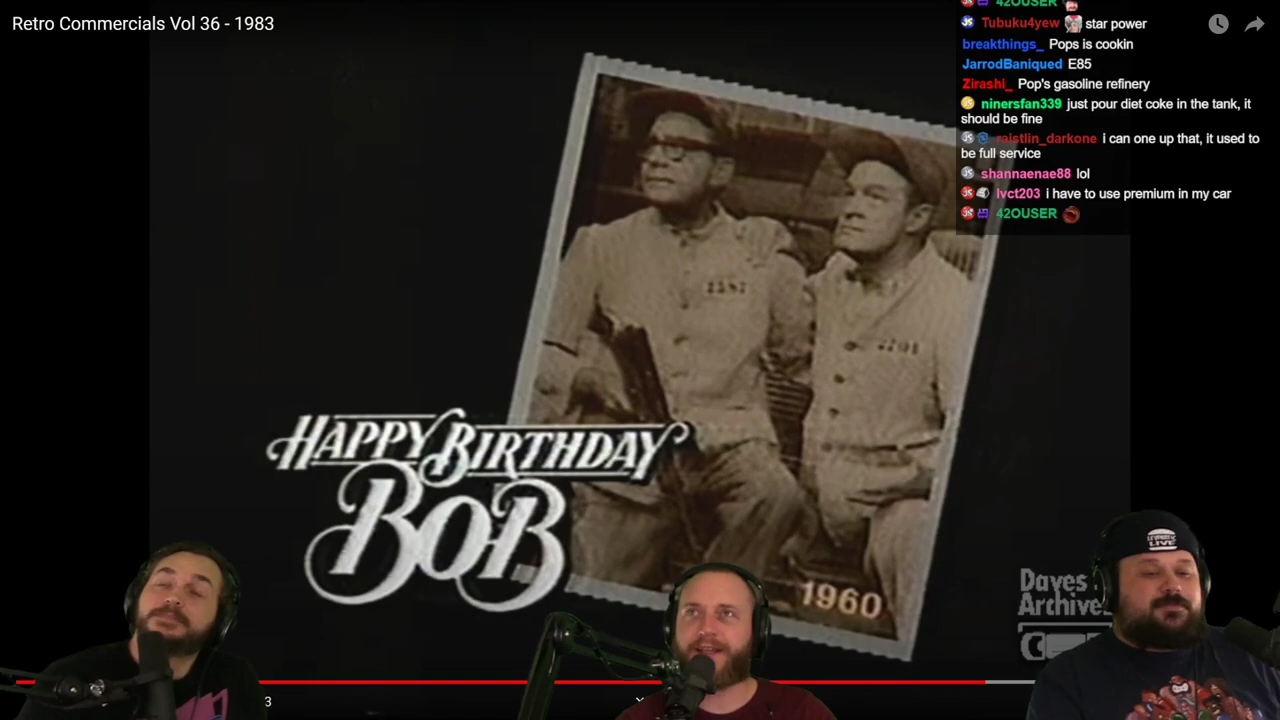 Retro Commercials Vol 36 - 1983
42OUSER
Tubuku4yew star power
breakthings_ Pops is cookin
JarrodBaniqued E85
Zirashi_ Pop's gasoline refinery
ninersfan339 just pour diet coke in the tank, it
should be fine
raistlin_darkone i can one up that, it used to
be full service
shannaenae88 lol
lvct203 i have to use premium in my car
42OUSER
HAPPY BIRTHDAY
BOB
1960
Daves
Archive
3
LIVE